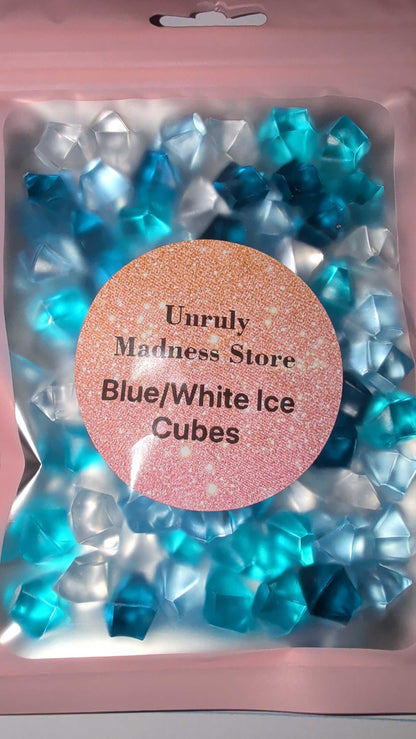 Unruly
Madness Store
Blue/White Ice
Cubes